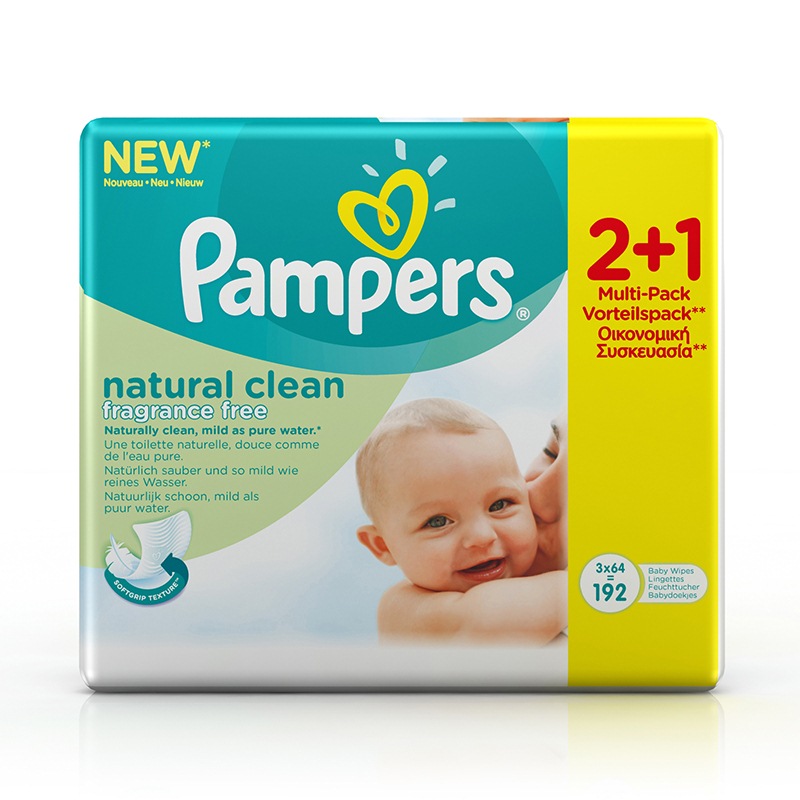 NEW*
Nouveau • Neu • Nieuw
Pampers®
natural clean
fragrance free
Naturally clean, mild as pure water.*
Une toilette naturelle, douce comme
de l'eau pure.
Natürlich sauber und so mild wie
reines Wasser.
Natuurlijk schoon, mild als
puur water.
SOFTGRIP TEXTURE™
2+1
Multi-Pack
Vorteilspack**
Οικονομική
Συσκευασία**
3x64
=
192
Baby Wipes
Lingettes
Feuchttucher
Babydoekjes